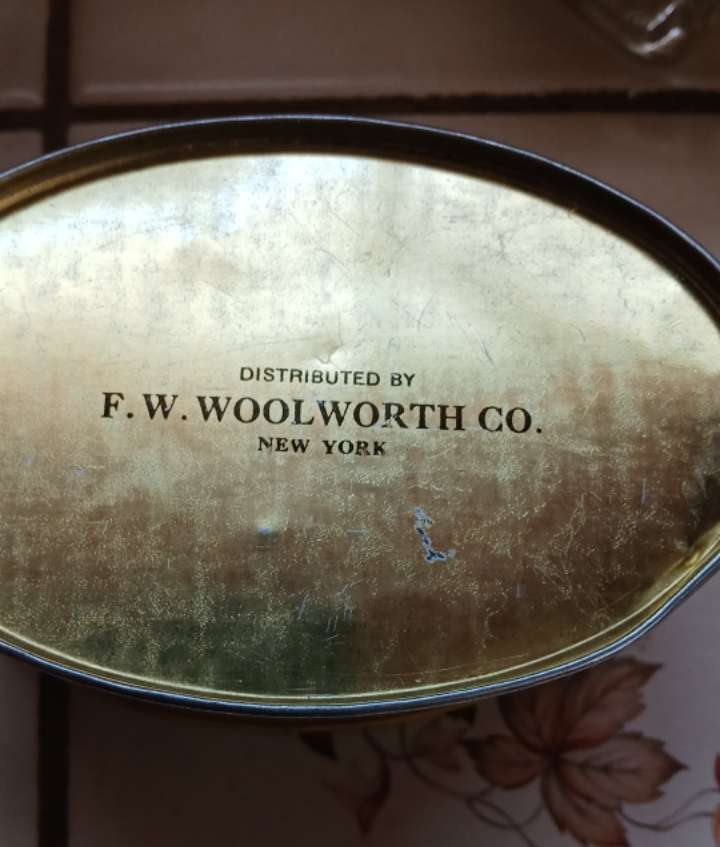 DISTRIBUTED BY
F. W. WOOLWORTH CO.
NEW YORK